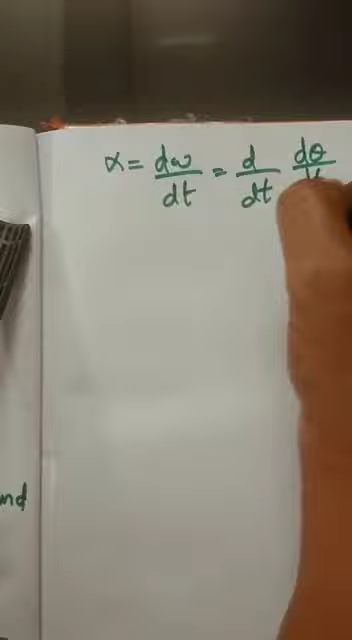 α = dω/dt = d/dt dθ/
nd